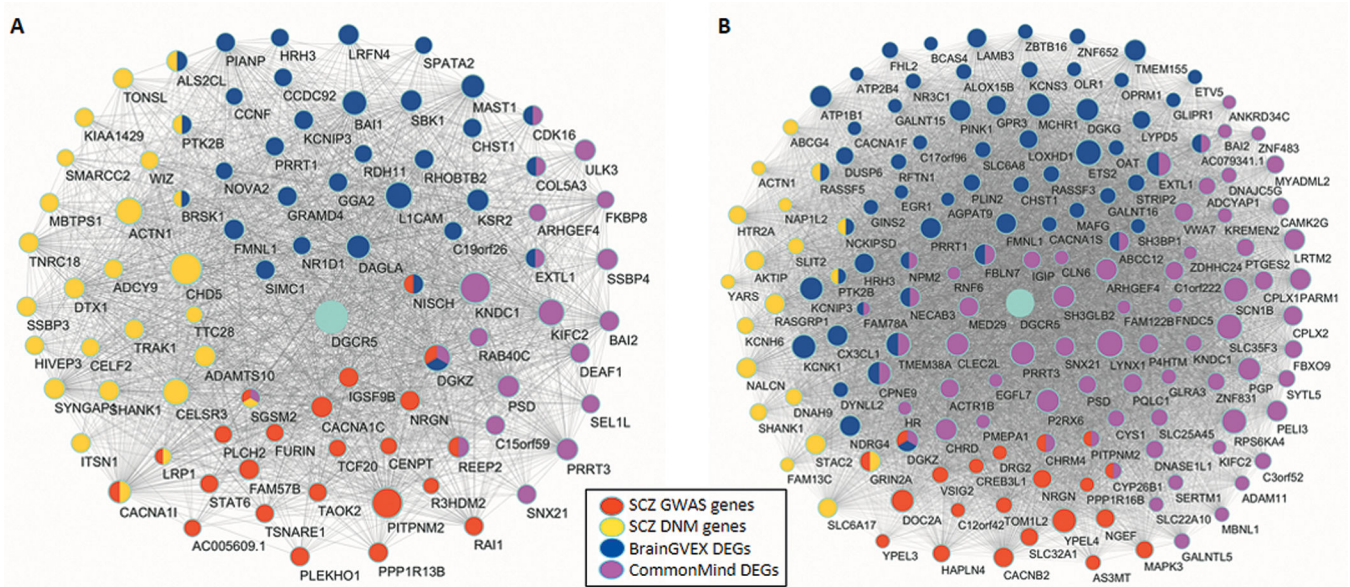 A
PIANP HRH3 LRFN4 SPATA2
ALS2CL CCDC92 MAST1
TONSL CCNF BAI1 SBK1 CDK16
KIAA1429 PTK2B KCNIP3 CHST1 ULK3
SMARCC2 WIZ PRRT1 RDH11 RHOBTB2 COL5A3
MBTPS1 NOVA2 GGA2 FKBP8
ACTN1 BRSK1 GRAMD4 L1CAM KSR2 ARHGEF4
TNRC18 FMNL1 NR1D1 DAGLA C19orf26 EXTL1 SSBP4
ADCY9 CHD5 SIMC1 NISCH
SSBP3 DTX1 TTC28 DGCR5 KNDC1 KIFC2 BAI2
HIVEP3 CELF2 TRAK1 RAB40C DEAF1
ADAMTS10 IGSF9B DGKZ
SYNGAP1 SHANK1 CELSR3 SGSM2 CACNA1C NRGN PSD SEL1L
ITSN1 PLCH2 FURIN TCF20 CENPT REEP2 C15orf59 PRRT3
LRP1 FAM57B R3HDM2
CACNA1I STAT6 TAOK2 PITPNM2 SNX21
AC005609.1 TSNARE1 RAI1
PLEKHO1 PPP1R13B
SCZ GWAS genes
SCZ DNM genes
BrainGVEX DEGs
CommonMind DEGs
B
FHL2 BCAS4 LAMB3 ZBTB16 ZNF652 TMEM155
ATP2B4 NR3C1 ALOX15B KCNS3 OLR1 OPRM1 ETV5
ATP1B1 GALNT15 PINK1 GPR3 MCHR1 DGKG LYPD5 GLIPR1 ANKRD34C
ABCG4 CACNA1F C17orf96 SLC6A8 LOXHD1 OAT BAI2 ZNF483
ACTN1 DUSP6 RFTN1 ETS2 EXTL1 AC079341.1 MYADML2
RASSF5 EGR1 PLIN2 CHST1 RASSF3 STRIP2 DNAJC5G
NAP1L2 GINS2 AGPAT9 GALNT16 ADCYAP1 CAMK2G
HTR2A NCKIPSD PRRT1 FMNL1 CACNA1S MAFG SH3BP1 VWA7 KREMEN2
SLIT2 HRH3 NPM2 FBLN7 IGIP CLN6 ABCC12 ZDHHC24 PTGES2 LRTM2
AKTIP PTK2B RNF6 ARHGEF4 C1orf222
YARS KCNIP3 NECAB3 DGCR5 SH3GLB2 CPLX1 PARM1
RASGRP1 FAM78A MED29 FAM122B FNDC5 SCN1B CPLX2
KCNH6 CX3CL1 TMEM38A CLEC2L PRRT3 SNX21 LYNX1 P4HTM KNDC1 SLC35F3
KCNK1 FBXO9
NALCN CPNE9 ACTR1B EGFL7 PSD PQLC1 GLRA3 PGP SYTL5
SHANK1 DNAH9 DYNLL2 HR P2RX6 ZNF831
NDRG4 CHRD PMEPA1 CYS1 SLC25A45 RPS6KA4 PELI3
STAC2 DGKZ CHRM4 PITPNM2 KIFC2
FAM13C GRIN2A DRG2 DNASE1L1 C3orf52
VSIG2 CREB3L1 NRGN CYP26B1 SERTM1 ADAM11
SLC6A17 DOC2A C12orf42 TOM1L2 PPP1R16B SLC22A10 MBNL1
YPEL3 SLC32A1 YPEL4 NGEF GALNTL5
HAPLN4 CACNB2 AS3MT MAPK3